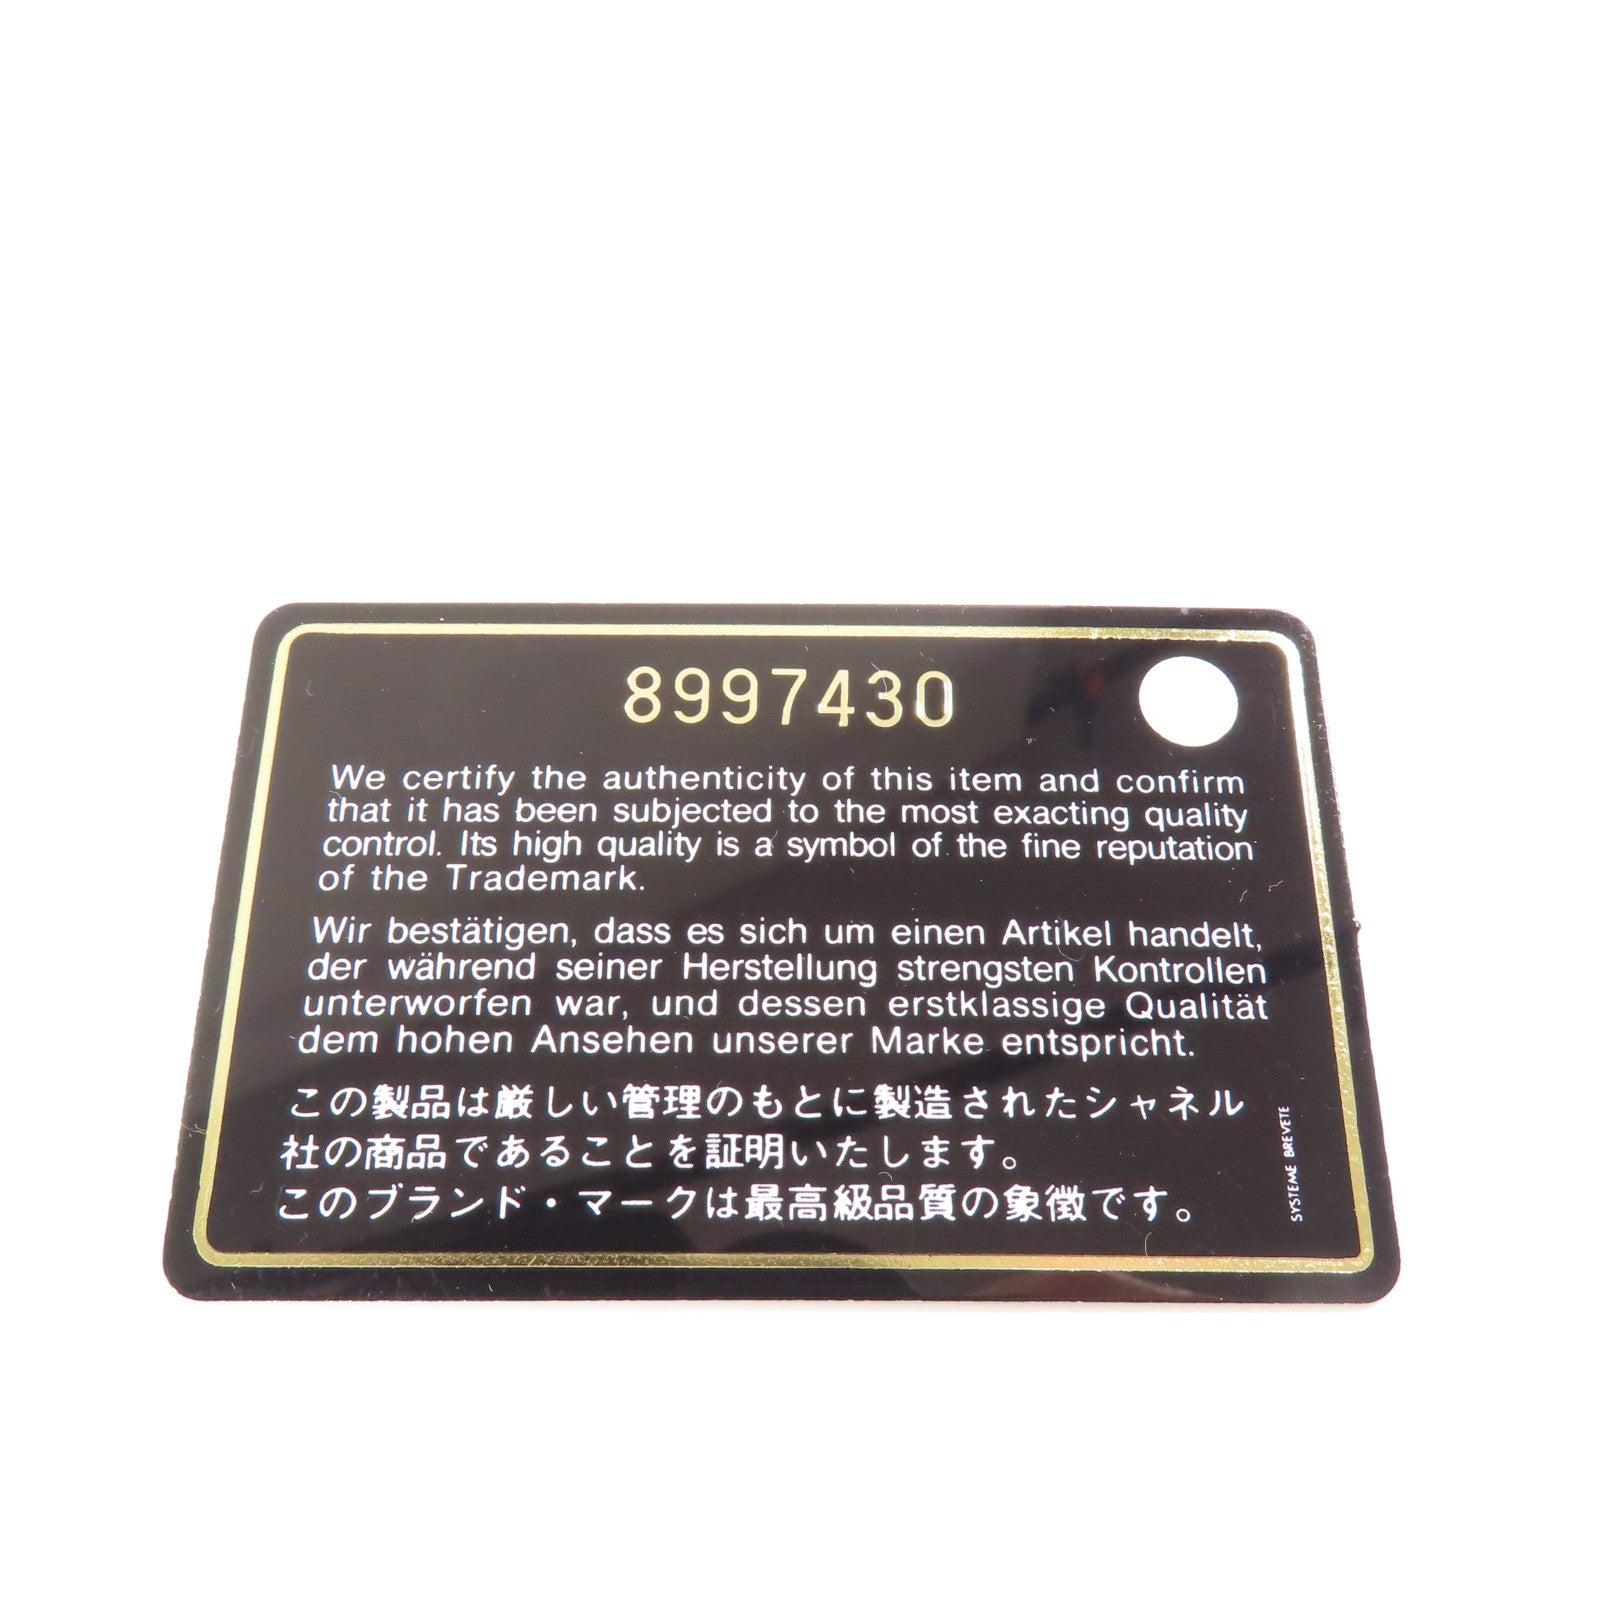 8997430
We certify the authenticity of this item and confirm
that it has been subjected to the most exacting quality
control. Its high quality is a symbol of the fine reputation
of the Trademark.
Wir bestätigen, dass es sich um einen Artikel handelt,
der während seiner Herstellung strengsten Kontrollen
unterworfen war, und dessen erstklassige Qualität
dem hohen Ansehen unserer Marke entspricht.
この製品は厳しい管理のもとに製造されたシャネル
社の商品であることを証明いたします。
このブランド・マークは最高級品質の象徴です。
SYSTEME BREVETE